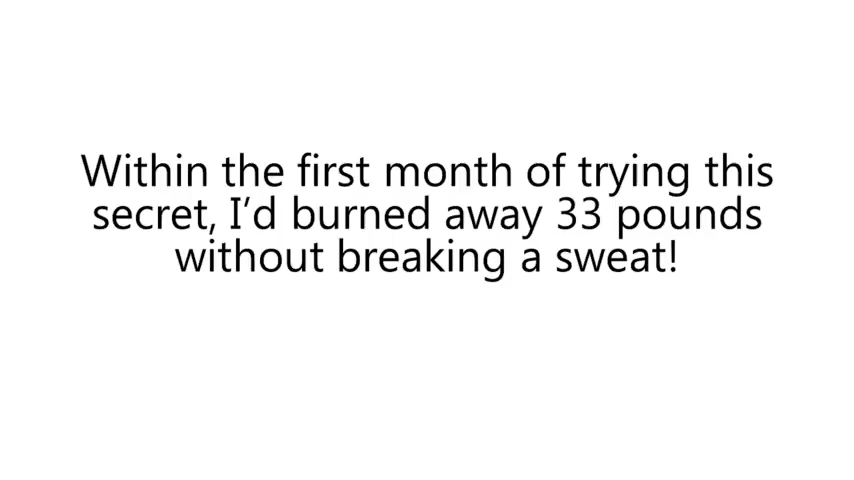 Within the first month of trying this
secret, I’d burned away 33 pounds
without breaking a sweat!